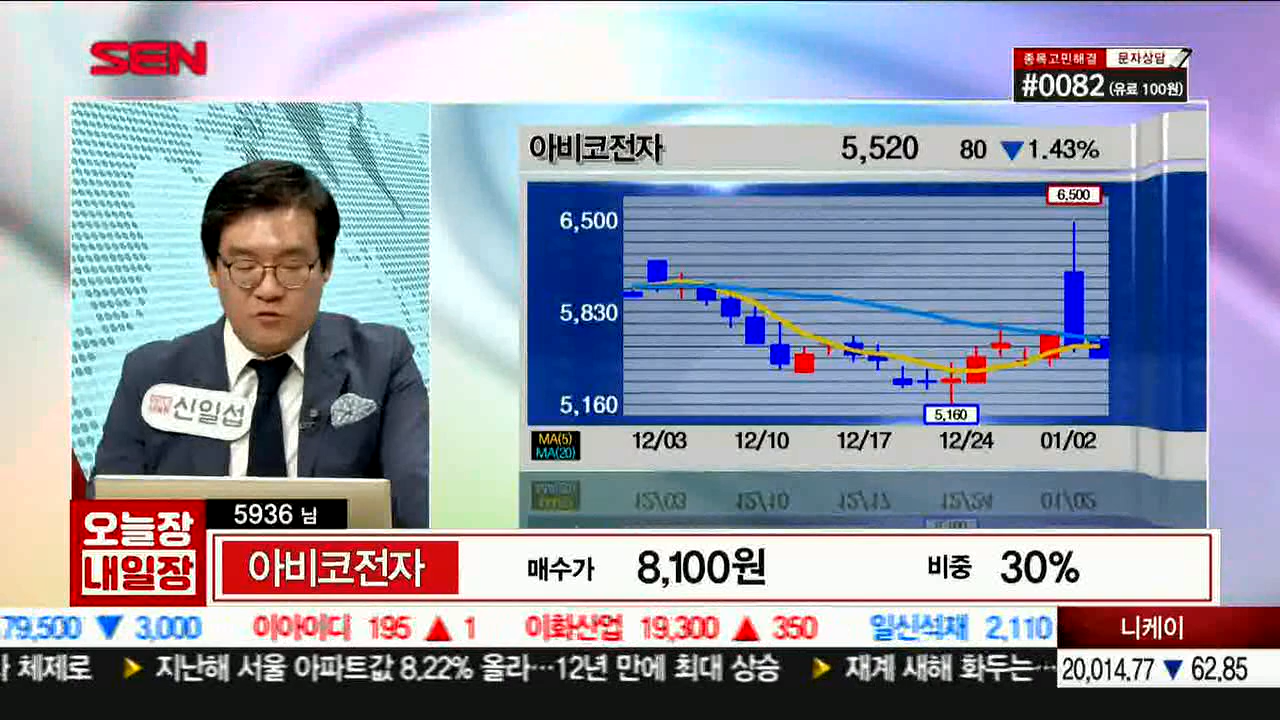 SEN
종목고민해결 문자상담
#0082 (유료 100원)
아비코전자 5,520 80 ▼1.43%
6,500
6,500
5,830
5,160
5,160
MA(5)
MA(20)
12/03 12/10 12/17 12/24 01/02
신일섭
오늘장
내일장
5936 님
아비코전자 매수가 8,100원 비중 30%
79,500 ▼ 3,000 이아이디 195 ▲ 1 이화산업 19,300 ▲ 350 일신석재 2,110
니케이
체제로 ▶ 지난해 서울 아파트값 8.22% 올라…12년 만에 최대 상승 ▶ 재계 새해 화두는…
20,014.77 ▼ 62.85